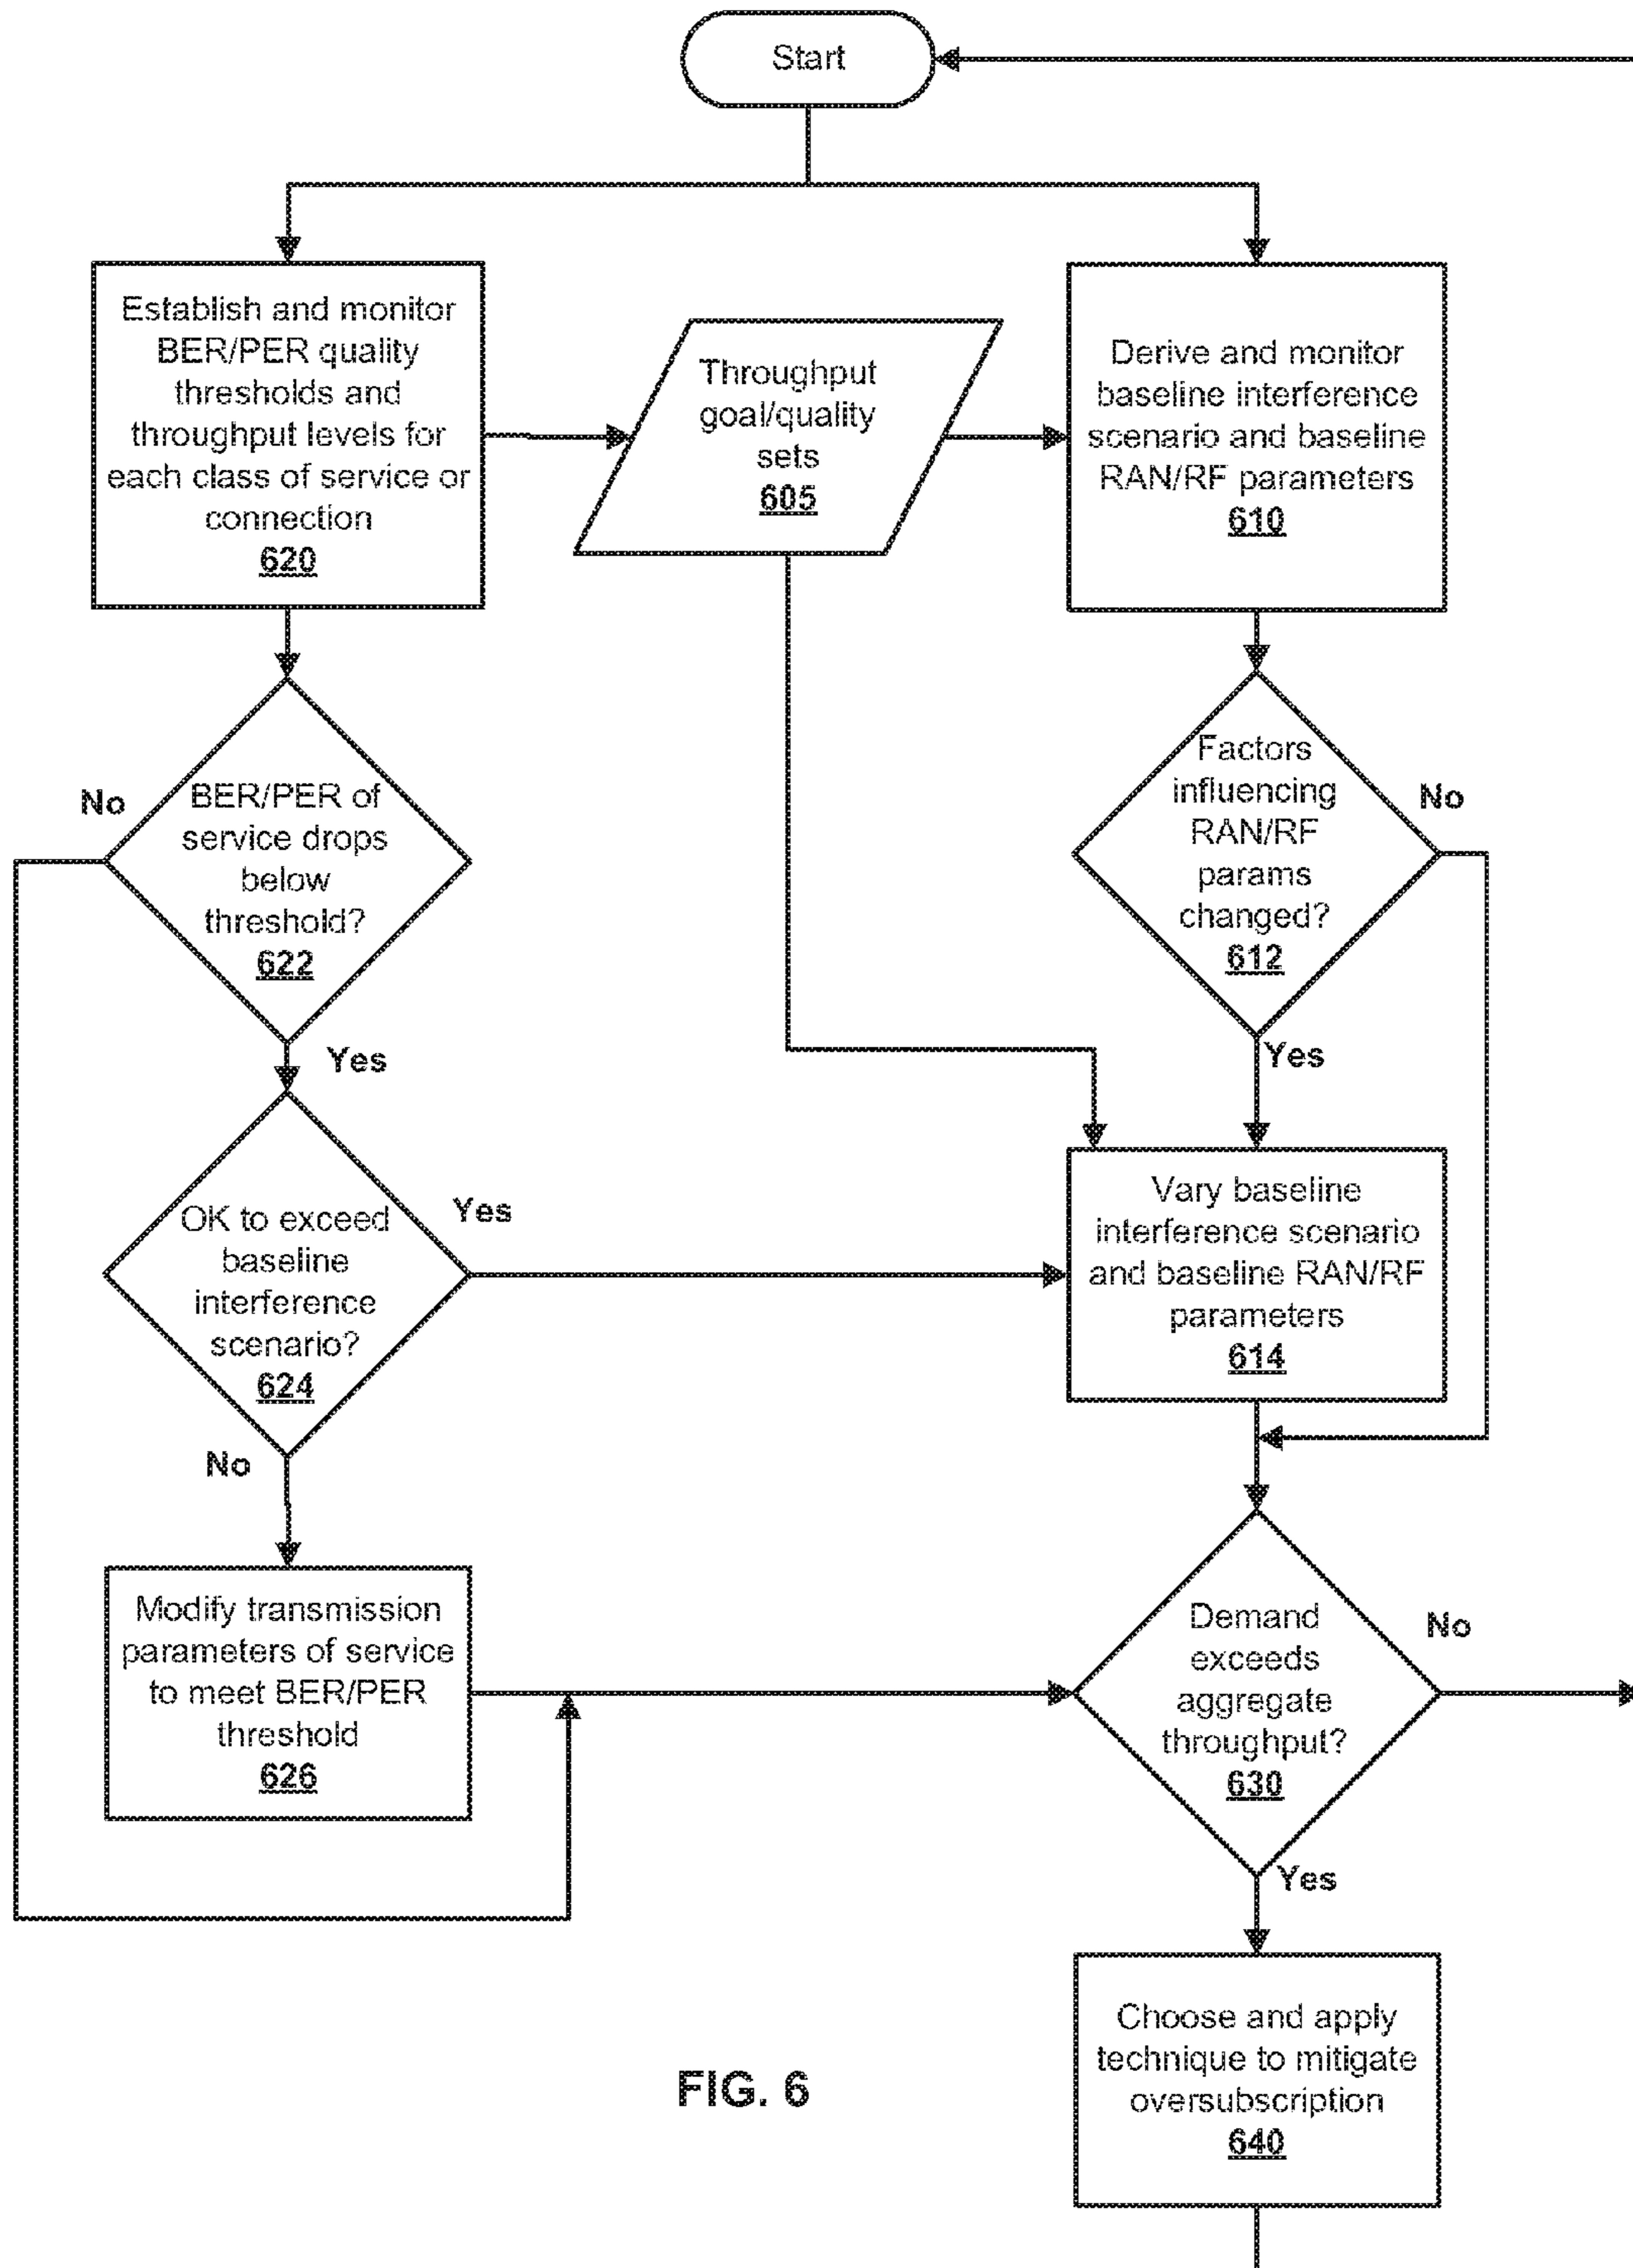 Start
Establish and monitor
BER/PER quality
thresholds and
throughput levels for
each class of service or
connection
620
Throughput
goal/quality
sets
605
Derive and monitor
baseline interference
scenario and baseline
RAN/RF parameters
610
No
BER/PER of
service drops
below
threshold?
622
Yes
Factors
influencing
RAN/RF
params
changed?
612
No
Yes
OK to exceed
baseline
interference
scenario?
624
Yes
No
Vary baseline
interference scenario
and baseline RAN/RF
parameters
614
Modify transmission
parameters of service
to meet BER/PER
threshold
626
Demand
exceeds
aggregate
throughput?
630
No
Yes
Choose and apply
technique to mitigate
oversubscription
640
FIG. 6